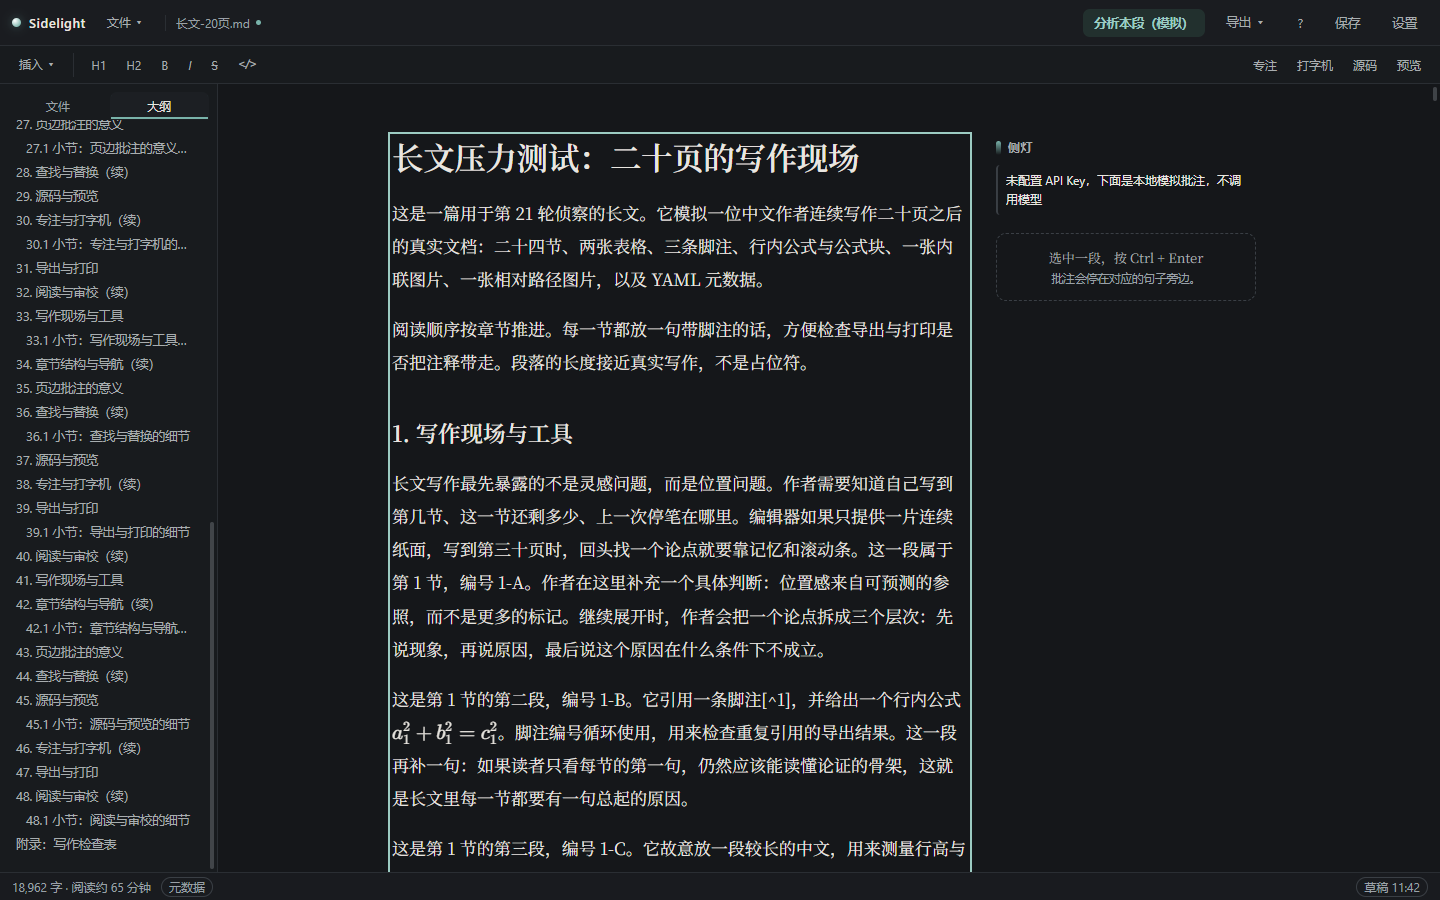 Sidelight 文件 长文-20页.md 分析本段（模拟） 导出 ? 保存 设置
插入 H1 H2 B I S </> 专注 打字机 源码 预览
文件 大纲
27. 页边批注的意义
27.1 小节：页边批注的意义...
28. 查找与替换（续）
29. 源码与预览
30. 专注与打字机（续）
30.1 小节：专注与打字机的...
31. 导出与打印
32. 阅读与审校（续）
33. 写作现场与工具
33.1 小节：写作现场与工具...
34. 章节结构与导航（续）
35. 页边批注的意义
36. 查找与替换（续）
36.1 小节：查找与替换的细节
37. 源码与预览
38. 专注与打字机（续）
39. 导出与打印
39.1 小节：导出与打印的细节
40. 阅读与审校（续）
41. 写作现场与工具
42. 章节结构与导航（续）
42.1 小节：章节结构与导航...
43. 页边批注的意义
44. 查找与替换（续）
45. 源码与预览
45.1 小节：源码与预览的细节
46. 专注与打字机（续）
47. 导出与打印
48. 阅读与审校（续）
48.1 小节：阅读与审校的细节
附录：写作检查表
长文压力测试：二十页的写作现场
这是一篇用于第 21 轮侦察的长文。它模拟一位中文作者连续写作二十页之后
的真实文档：二十四节、两张表格、三条脚注、行内公式与公式块、一张内
联图片、一张相对路径图片，以及 YAML 元数据。
阅读顺序按章节推进。每一节都放一句带脚注的话，方便检查导出与打印是
否把注释带走。段落的长度接近真实写作，不是占位符。
1. 写作现场与工具
长文写作最先暴露的不是灵感问题，而是位置问题。作者需要知道自己写到
第几节、这一节还剩多少、上一次停笔在哪里。编辑器如果只提供一片连续
纸面，写到第三十页时，回头找一个论点就要靠记忆和滚动条。这一段属于
第 1 节，编号 1-A。作者在这里补充一个具体判断：位置感来自可预测的参
照，而不是更多的标记。继续展开时，作者会把一个论点拆成三个层次：先
说现象，再说原因，最后说这个原因在什么条件下不成立。
这是第 1 节的第二段，编号 1-B。它引用一条脚注[^1]，并给出一个行内公式
a₁² + b₁² = c₁²。脚注编号循环使用，用来检查重复引用的导出结果。这一段
再补一句：如果读者只看每节的第一句，仍然应该能读懂论证的骨架，这就
是长文里每一节都要有一句总起的原因。
这是第 1 节的第三段，编号 1-C。它故意放一段较长的中文，用来测量行高与
侧灯
未配置 API Key，下面是本地模拟批注，不调
用模型
选中一段，按 Ctrl + Enter
批注会停在对应的句子旁边。
18,962 字 · 阅读约 65 分钟 元数据 草稿 11:42